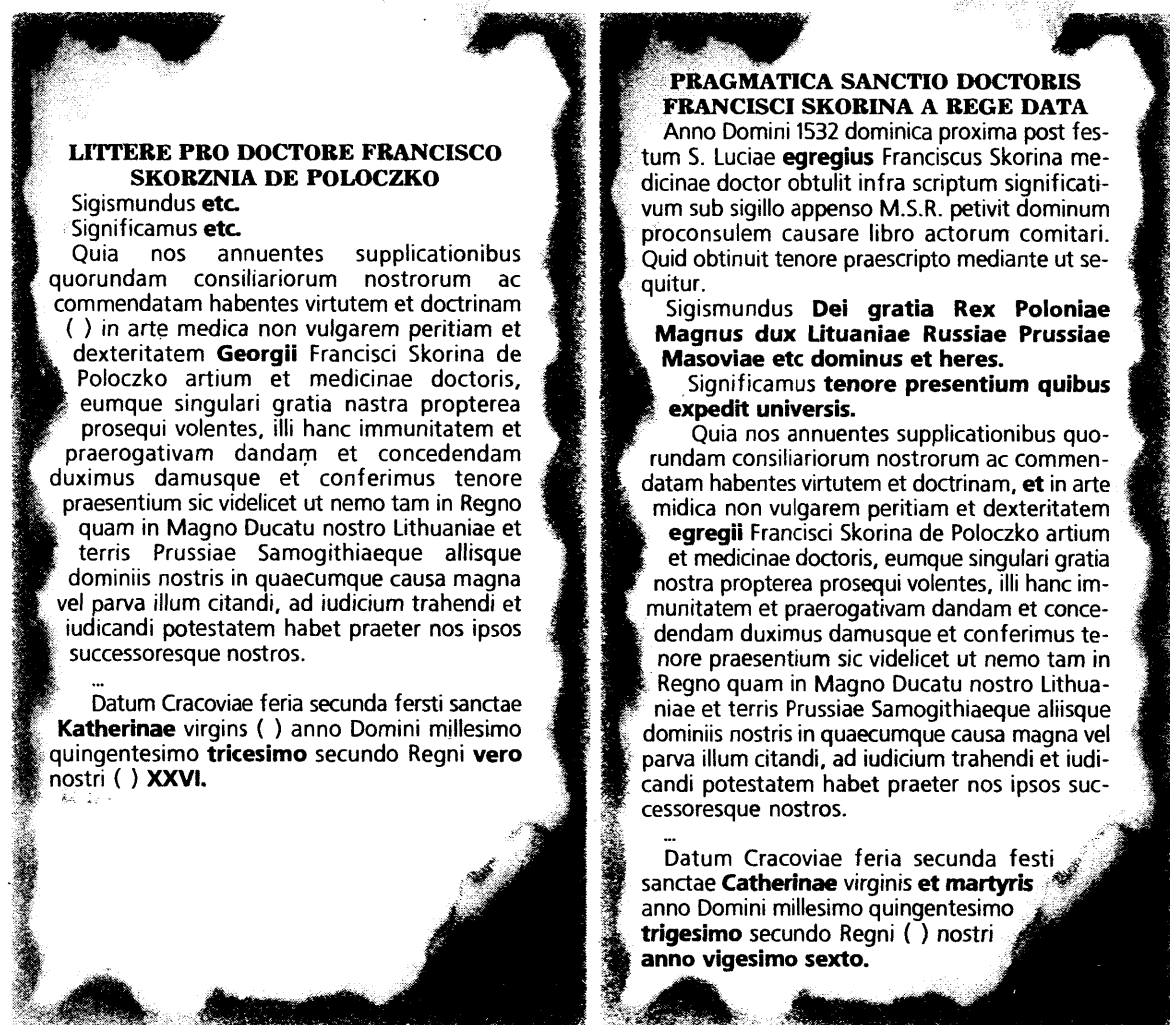 LITTERE PRO DOCTORE FRANCISCO
SKORZNIA DE POLOCZKO
Sigismundus etc.
Significamus etc.
Quia nos annuentes supplicationibus
quorundam consiliariorum nostrorum ac
commendatam habentes virtutem et doctrinam
( ) in arte medica non vulgarem peritiam et
dexteritatem Georgii Francisci Skorina de
Poloczko artium et medicinae doctoris,
eumque singulari gratia nastra propterea
prosequi volentes, illi hanc immunitatem et
praerogativam dandam et concedendam
duximus damusque et conferimus tenore
praesentium sic videlicet ut nemo tam in Regno
quam in Magno Ducatu nostro Lithuaniae et
terris Prussiae Samogithiaeque allisque
dominiis nostris in quaecumque causa magna
vel parva illum citandi, ad iudicium trahendi et
iudicandi potestatem habet praeter nos ipsos
successoresque nostros.
...
Datum Cracoviae feria secunda fersti sanctae
Katherinae virgins ( ) anno Domini millesimo
quingentesimo tricesimo secundo Regni vero
nostri ( ) XXVI.
PRAGMATICA SANCTIO DOCTORIS
FRANCISCI SKORINA A REGE DATA
Anno Domini 1532 dominica proxima post fes-
tum S. Luciae egregius Franciscus Skorina me-
dicinae doctor obtulit infra scriptum significati-
vum sub sigillo appenso M.S.R. petivit dominum
proconsulem causare libro actorum comitari.
Quid obtinuit tenore praescripto mediante ut se-
quitur.
Sigismundus Dei gratia Rex Poloniae
Magnus dux Lituaniae Russiae Prussiae
Masoviae etc dominus et heres.
Significamus tenore presentium quibus
expedit universis.
Quia nos annuentes supplicationibus quo-
rundam consiliariorum nostrorum ac commen-
datam habentes virtutem et doctrinam, et in arte
midica non vulgarem peritiam et dexteritatem
egregii Francisci Skorina de Poloczko artium
et medicinae doctoris, eumque singulari gratia
nostra propterea prosequi volentes, illi hanc im-
munitatem et praerogativam dandam et conce-
dendam duximus damusque et conferimus te-
nore praesentium sic videlicet ut nemo tam in
Regno quam in Magno Ducatu nostro Lithua-
niae et terris Prussiae Samogithiaeque aliisque
dominiis nostris in quaecumque causa magna vel
parva illum citandi, ad iudicium trahendi et iudi-
candi potestatem habet praeter nos ipsos suc-
cessoresque nostros.
...
Datum Cracoviae feria secunda festi
sanctae Catherinae virginis et martyris
anno Domini millesimo quingentesimo
trigesimo secundo Regni ( ) nostri
anno vigesimo sexto.